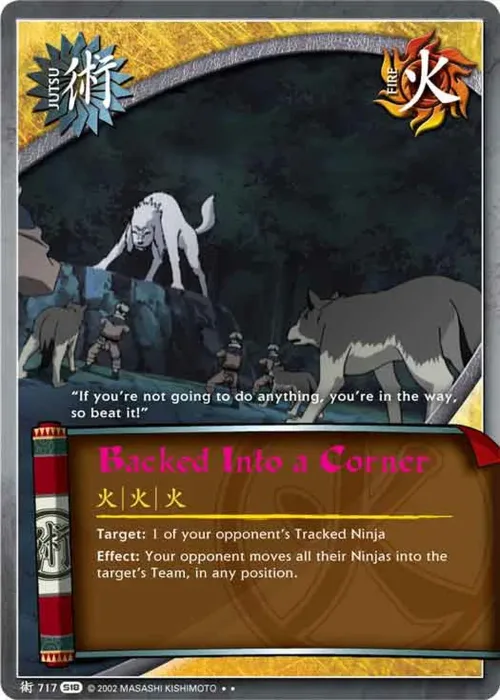 JUTSU
術
FIRE
火
"If you're not going to do anything, you're in the way,
so beat it!"
Backed Into a Corner
火|火|火
Target: 1 of your opponent's Tracked Ninja
Effect: Your opponent moves all their Ninjas into the
target's Team, in any position.
術
術 717 S18 © 2002 MASASHI KISHIMOTO ••